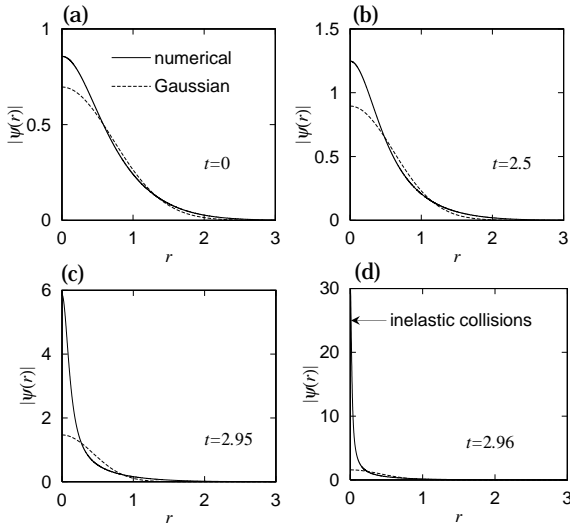 (a)
1
0.5
0
|ψ(r)|
numerical
Gaussian
t=0
0 1 2 3
r
(b)
1.5
1
0.5
0
|ψ(r)|
t=2.5
0 1 2 3
r
(c)
6
4
2
0
|ψ(r)|
t=2.95
0 1 2 3
r
(d)
30
20
10
0
|ψ(r)|
inelastic collisions
t=2.96
0 1 2 3
r